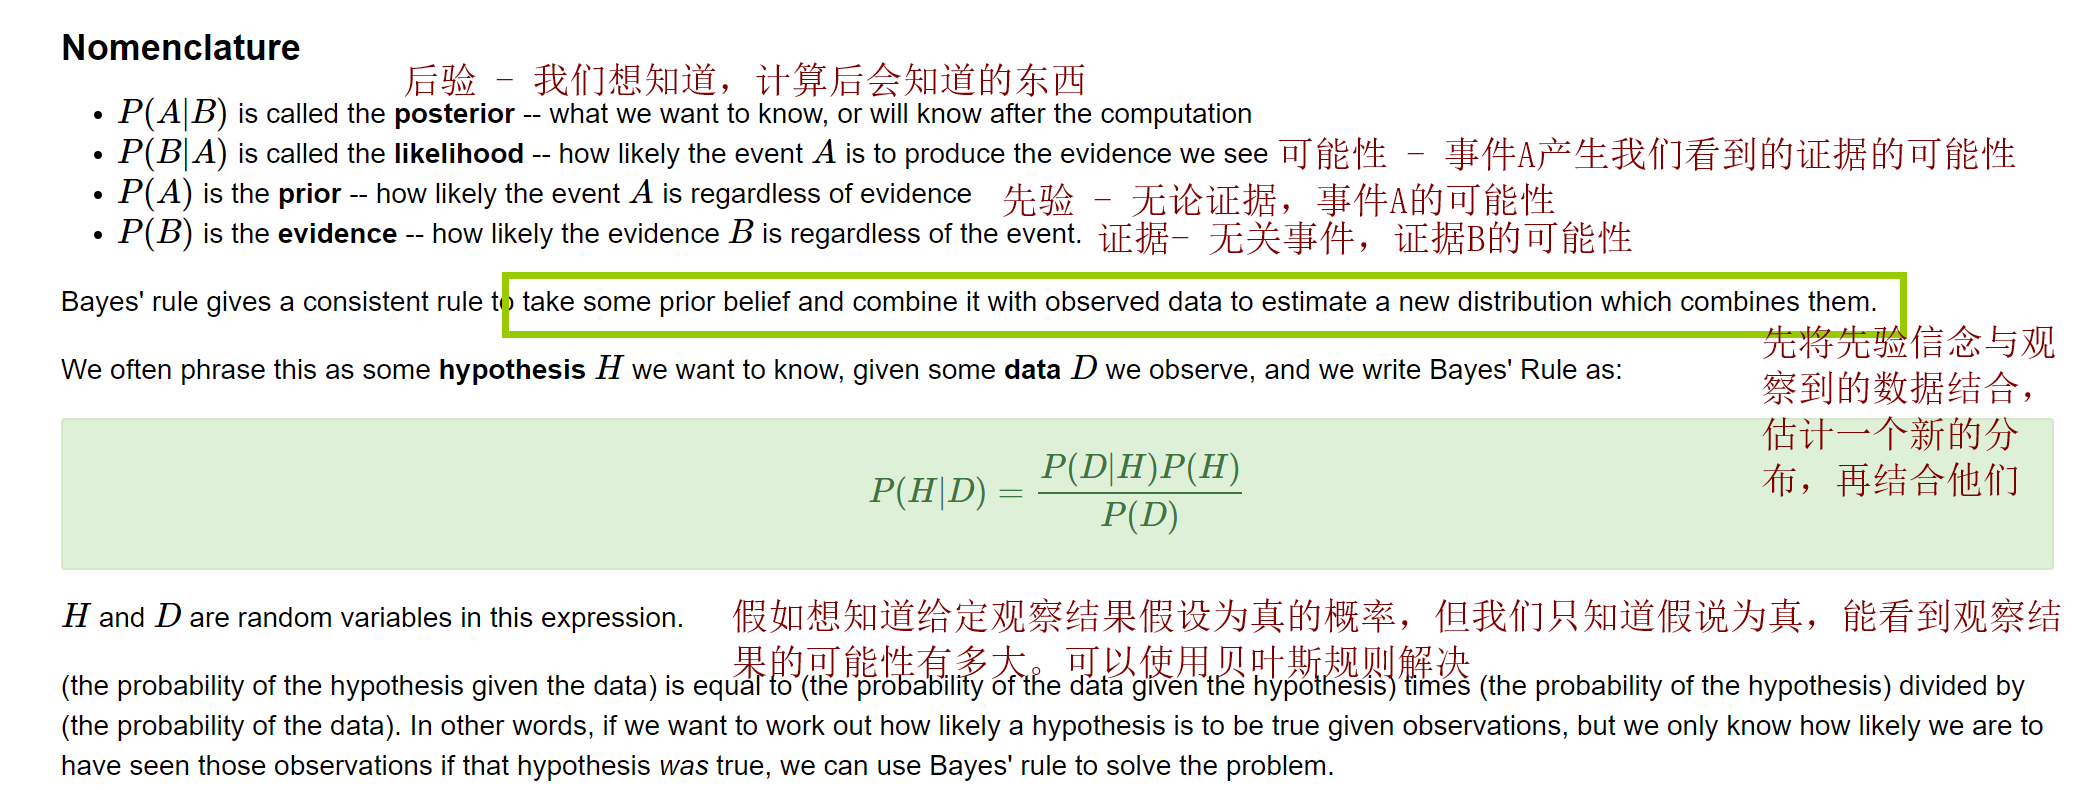 Nomenclature
后验 - 我们想知道，计算后会知道的东西
• P(A|B) is called the posterior -- what we want to know, or will know after the computation
• P(B|A) is called the likelihood -- how likely the event A is to produce the evidence we see 可能性 - 事件A产生我们看到的证据的可能性
• P(A) is the prior -- how likely the event A is regardless of evidence 先验 - 无论证据，事件A的可能性
• P(B) is the evidence -- how likely the evidence B is regardless of the event. 证据- 无关事件，证据B的可能性
Bayes' rule gives a consistent rule to take some prior belief and combine it with observed data to estimate a new distribution which combines them.
先将先验信念与观
察到的数据结合，
估计一个新的分
布，再结合他们
We often phrase this as some hypothesis H we want to know, given some data D we observe, and we write Bayes' Rule as:
P(H|D) = P(D|H)P(H) / P(D)
H and D are random variables in this expression.
假如想知道给定观察结果假设为真的概率，但我们只知道假说为真，能看到观察结
果的可能性有多大。可以使用贝叶斯规则解决
(the probability of the hypothesis given the data) is equal to (the probability of the data given the hypothesis) times (the probability of the hypothesis) divided by
(the probability of the data). In other words, if we want to work out how likely a hypothesis is to be true given observations, but we only know how likely we are to
have seen those observations if that hypothesis was true, we can use Bayes' rule to solve the problem.